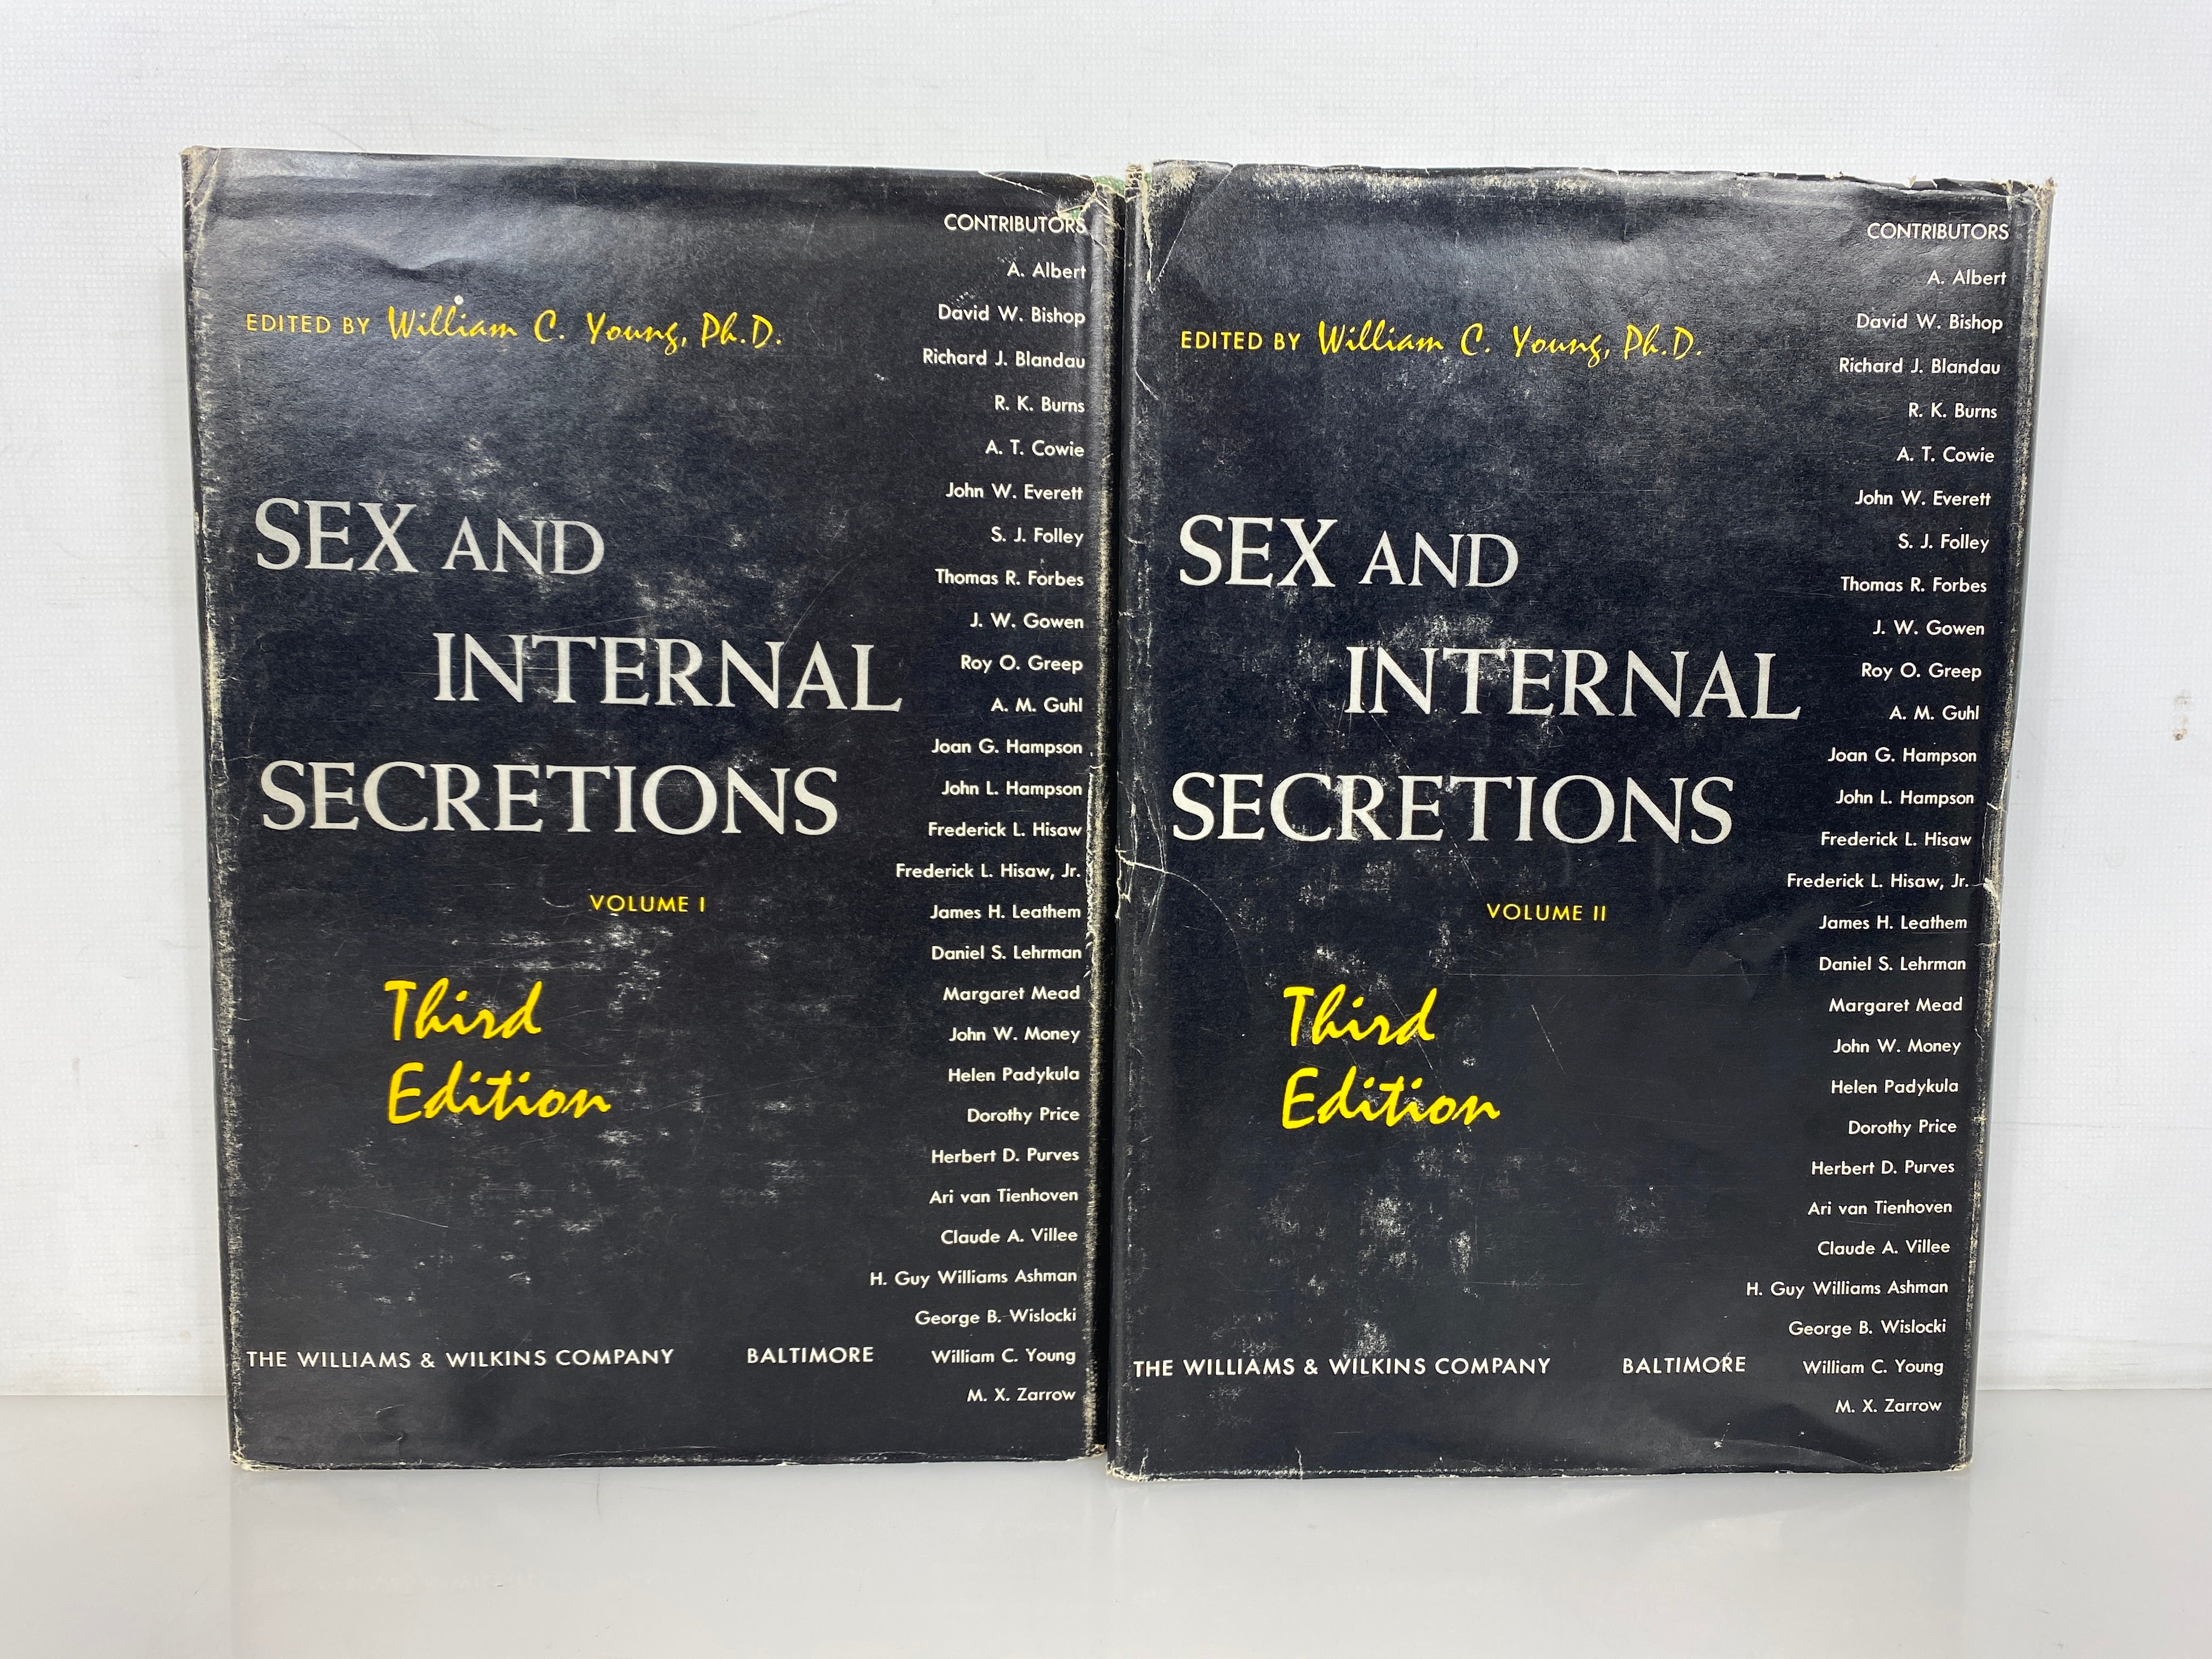 EDITED BY William C. Young, Ph.D.
SEX AND
INTERNAL
SECRETIONS
VOLUME I
Third
Edition
THE WILLIAMS & WILKINS COMPANY BALTIMORE
CONTRIBUTORS
A. Albert
David W. Bishop
Richard J. Blandau
R. K. Burns
A. T. Cowie
John W. Everett
S. J. Folley
Thomas R. Forbes
J. W. Gowen
Roy O. Greep
A. M. Guhl
Joan G. Hampson
John L. Hampson
Frederick L. Hisaw
Frederick L. Hisaw, Jr.
James H. Leathem
Daniel S. Lehrman
Margaret Mead
John W. Money
Helen Padykula
Dorothy Price
Herbert D. Purves
Ari van Tienhoven
Claude A. Villee
H. Guy Williams Ashman
George B. Wislocki
William C. Young
M. X. Zarrow
EDITED BY William C. Young, Ph.D.
SEX AND
INTERNAL
SECRETIONS
VOLUME II
Third
Edition
THE WILLIAMS & WILKINS COMPANY BALTIMORE
CONTRIBUTORS
A. Albert
David W. Bishop
Richard J. Blandau
R. K. Burns
A. T. Cowie
John W. Everett
S. J. Folley
Thomas R. Forbes
J. W. Gowen
Roy O. Greep
A. M. Guhl
Joan G. Hampson
John L. Hampson
Frederick L. Hisaw
Frederick L. Hisaw, Jr.
James H. Leathem
Daniel S. Lehrman
Margaret Mead
John W. Money
Helen Padykula
Dorothy Price
Herbert D. Purves
Ari van Tienhoven
Claude A. Villee
H. Guy Williams Ashman
George B. Wislocki
William C. Young
M. X. Zarrow